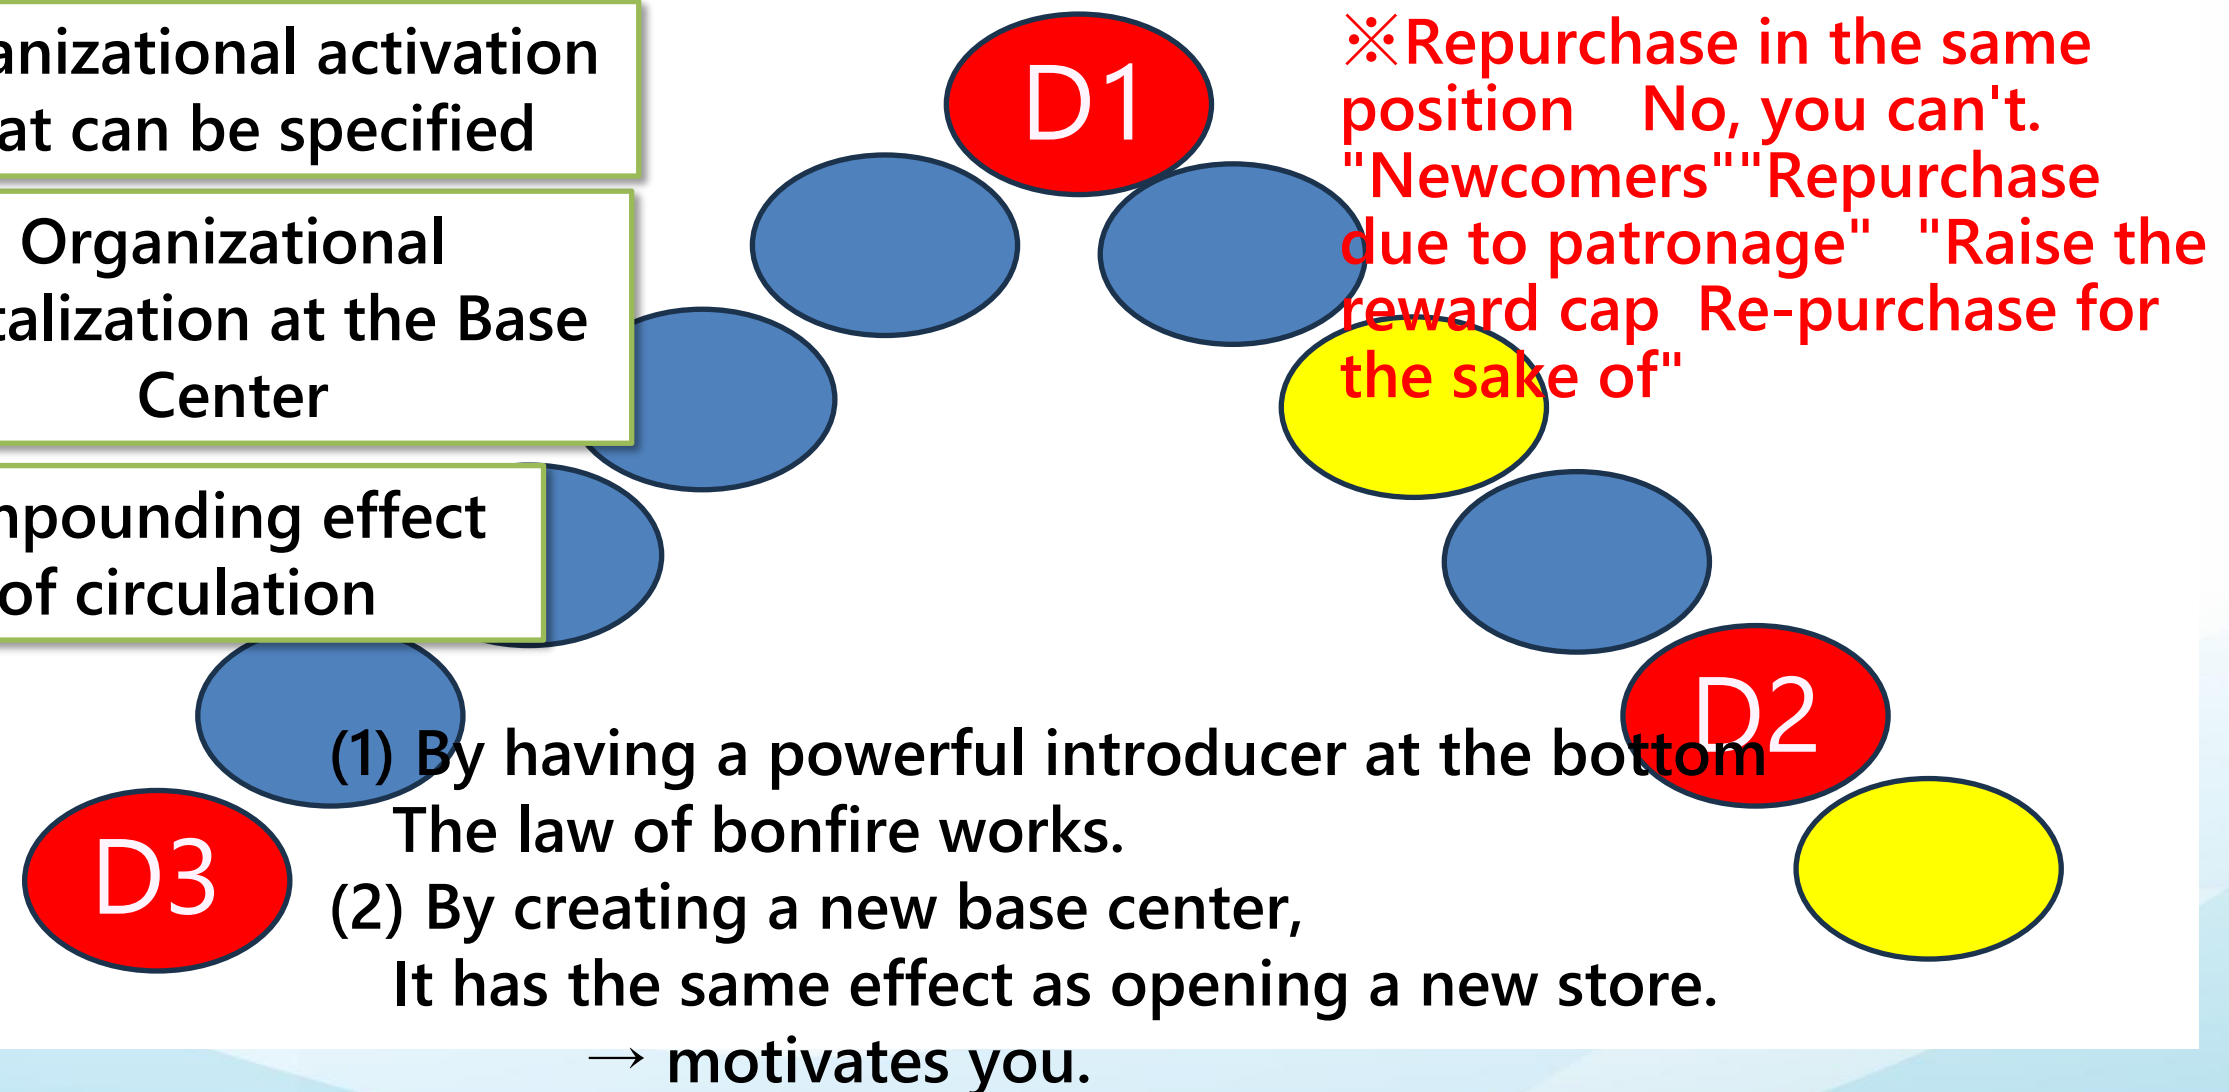 anizational activation
at can be specified
Organizational
talization at the Base
Center
npounding effect
of circulation
D1
※Repurchase in the same
position No, you can't.
"Newcomers""Repurchase
due to patronage" "Raise the
reward cap Re-purchase for
the sake of"
D2
D3
(1) By having a powerful introducer at the bottom
The law of bonfire works.
(2) By creating a new base center,
It has the same effect as opening a new store.
→ motivates you.